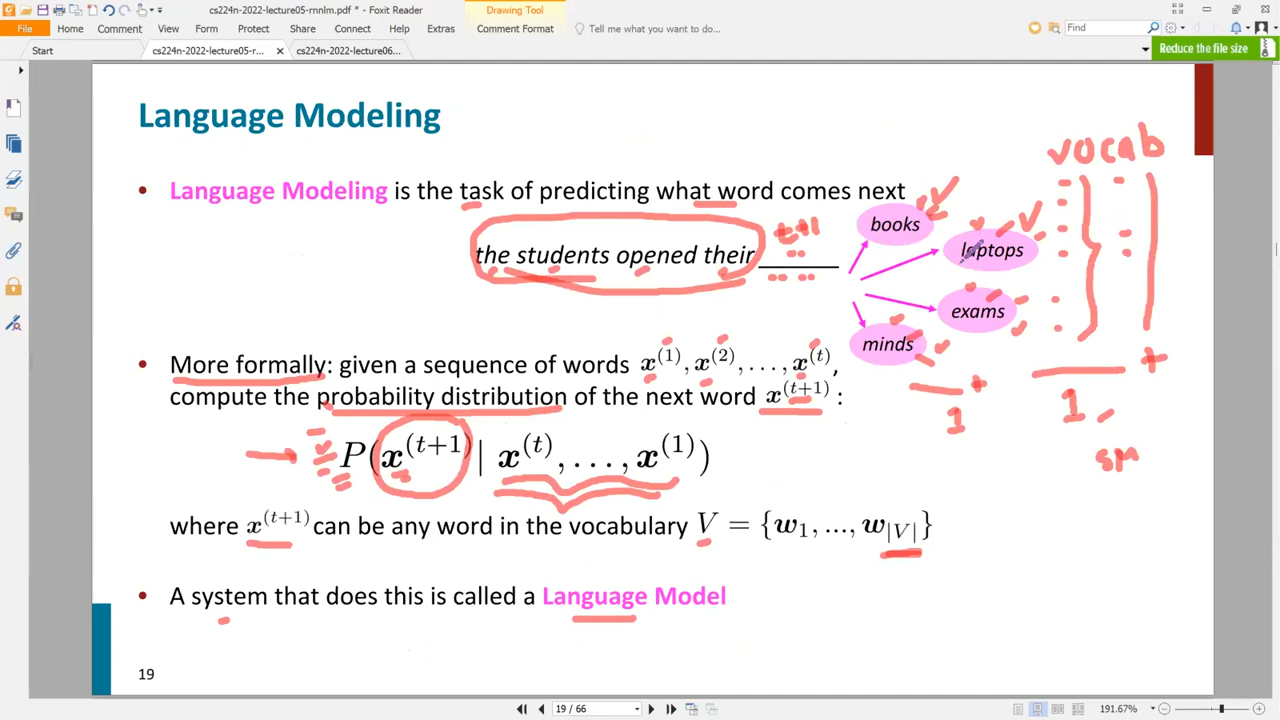 cs224n-2022-lecture05-rnnlm.pdf * - Foxit Reader
Drawing Tool
File Home Comment View Form Protect Share Connect Help Extras Comment Format Tell me what you want to do... Find
Start cs224n-2022-lecture05-r... cs224n-2022-lecture06... Reduce the file size
Language Modeling
vocab
• Language Modeling is the task of predicting what word comes next
books
the students opened their ______
laptops
exams
minds
• More formally: given a sequence of words x^(1), x^(2), . . . , x^(t),
compute the probability distribution of the next word x^(t+1) :
+ +
1 1
P(x^(t+1) | x^(t), . . . , x^(1))
sm
where x^(t+1) can be any word in the vocabulary V = {w_1, ..., w_|V|}
• A system that does this is called a Language Model
19
19 / 66 191.67%